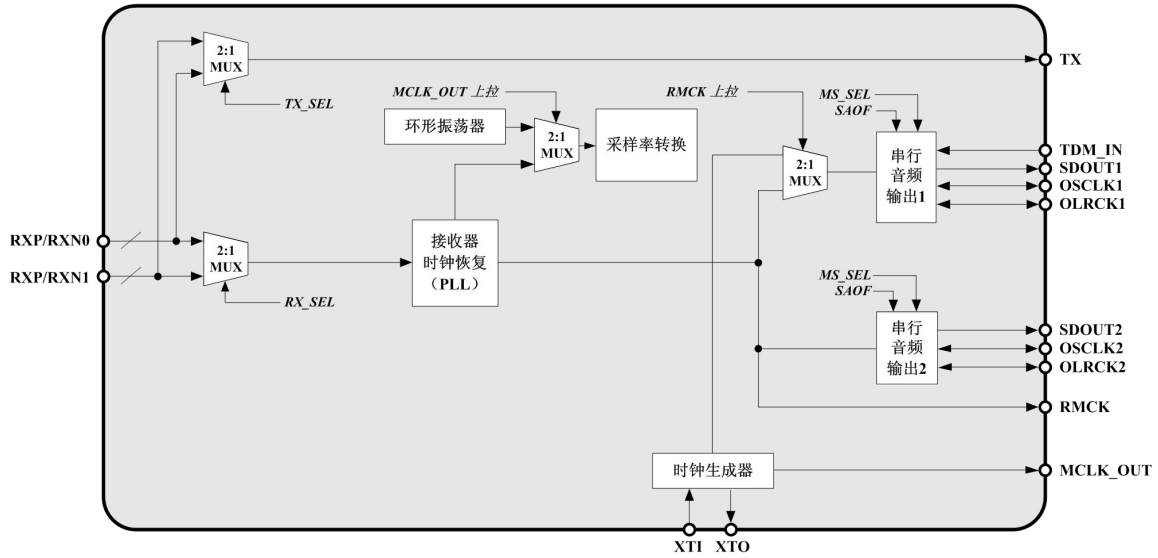 2:1
MUX
TX
TX_SEL
MCLK_OUT 上拉
RMCK 上拉
MS_SEL
SAOF
环形振荡器
2:1
MUX
采样率转换
2:1
MUX
串行
音频
输出1
TDM_IN
SDOUT1
OSCLK1
OLRCK1
RXP/RXN0
RXP/RXN1
2:1
MUX
RX_SEL
接收器
时钟恢复
（PLL）
MS_SEL
SAOF
串行
音频
输出2
SDOUT2
OSCLK2
OLRCK2
RMCK
时钟生成器
MCLK_OUT
XTI
XTO